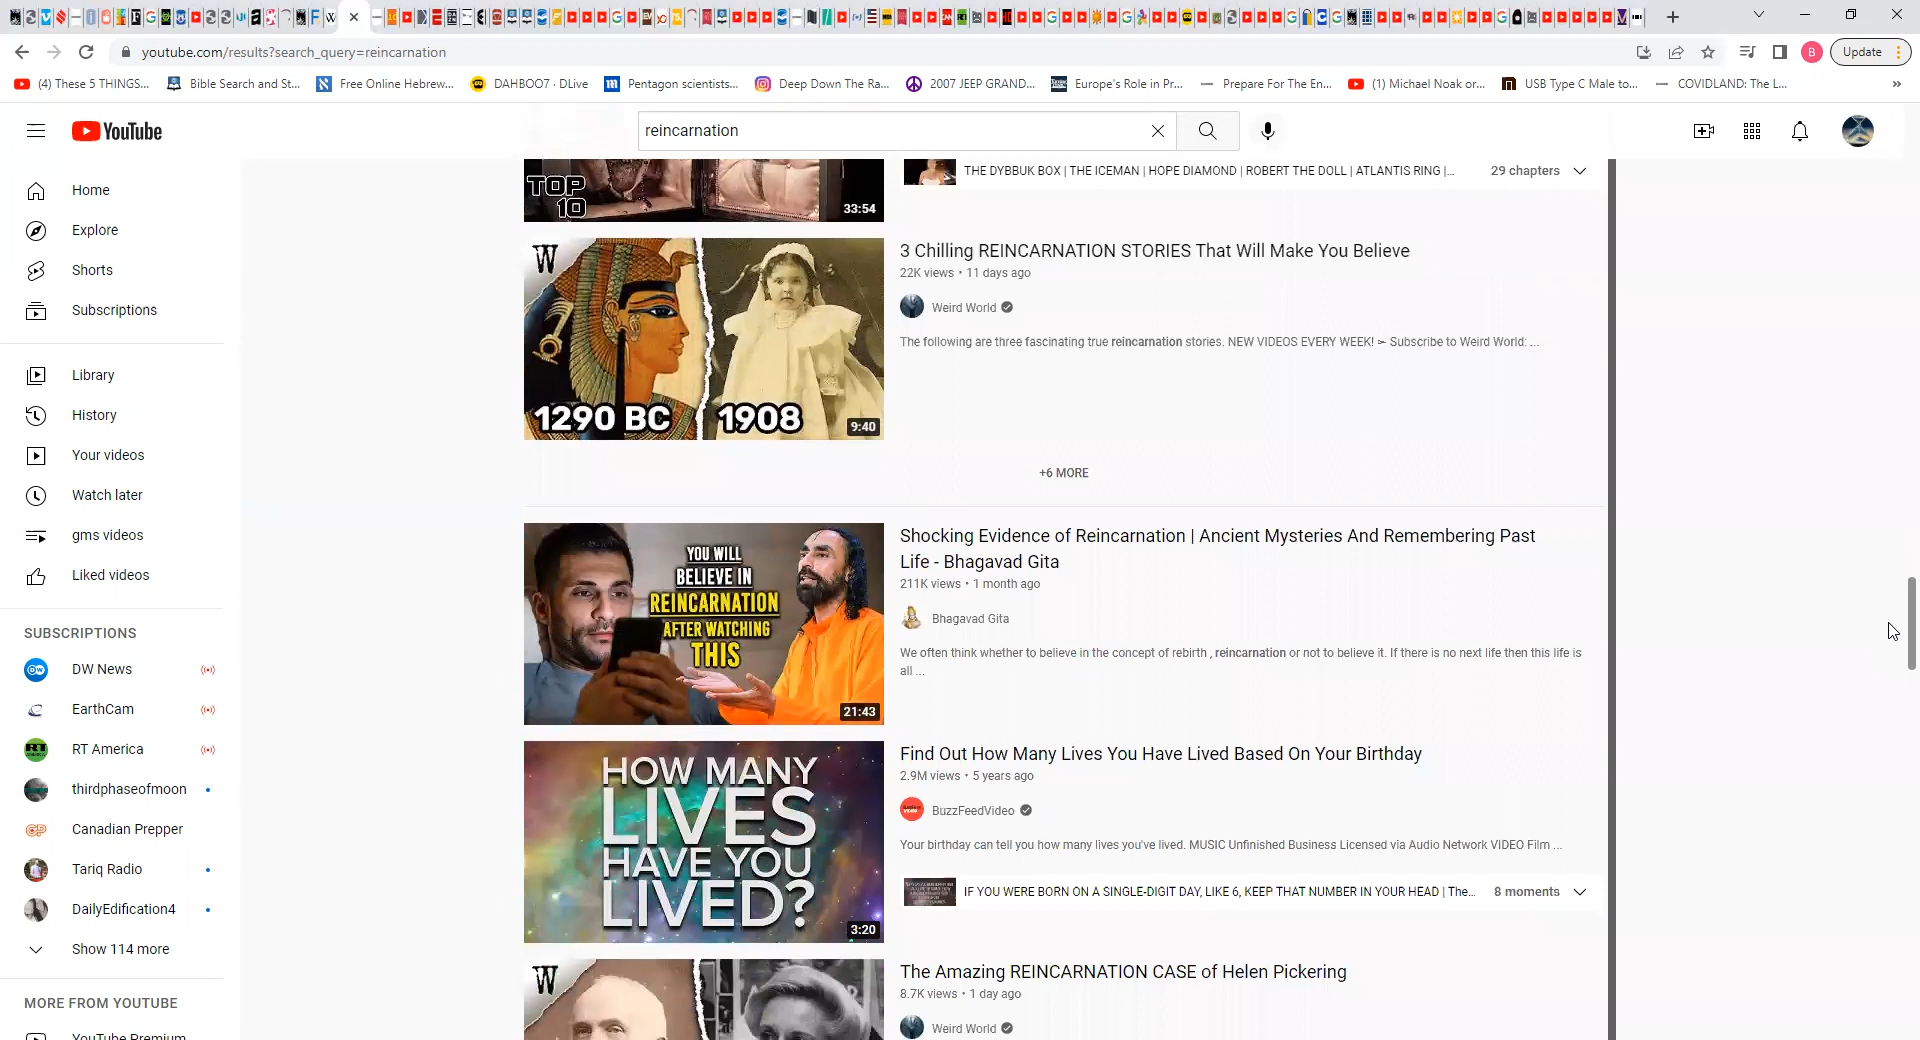 youtube.com/results?search_query=reincarnation
Update
(4) These 5 THINGS...
Bible Search and St...
Free Online Hebrew...
DAHBOO7 · DLive
Pentagon scientists...
Deep Down The Ra...
2007 JEEP GRAND...
Europe's Role in Pr...
Prepare For The En...
(1) Michael Noak or...
USB Type C Male to...
COVIDLAND: The L...
YouTube
reincarnation
Home
Explore
Shorts
Subscriptions
Library
History
Your videos
Watch later
gms videos
Liked videos
SUBSCRIPTIONS
DW News
EarthCam
RT America
thirdphaseofmoon
Canadian Prepper
Tariq Radio
DailyEdification4
Show 114 more
MORE FROM YOUTUBE
YouTube Premium
TOP
10
33:54
THE DYBBUK BOX | THE ICEMAN | HOPE DIAMOND | ROBERT THE DOLL | ATLANTIS RING |...
29 chapters
W
1290 BC
1908
9:40
3 Chilling REINCARNATION STORIES That Will Make You Believe
22K views • 11 days ago
Weird World
The following are three fascinating true reincarnation stories. NEW VIDEOS EVERY WEEK! ➣ Subscribe to Weird World: ...
+6 MORE
YOU WILL
BELIEVE IN
REINCARNATION
AFTER WATCHING
THIS
21:43
Shocking Evidence of Reincarnation | Ancient Mysteries And Remembering Past
Life - Bhagavad Gita
211K views • 1 month ago
Bhagavad Gita
We often think whether to believe in the concept of rebirth , reincarnation or not to believe it. If there is no next life then this life is
all ...
HOW MANY
LIVES
HAVE YOU
LIVED?
3:20
Find Out How Many Lives You Have Lived Based On Your Birthday
2.9M views • 5 years ago
BuzzFeedVideo
Your birthday can tell you how many lives you've lived. MUSIC Unfinished Business Licensed via Audio Network VIDEO Film ...
IF YOU WERE BORN ON A SINGLE-DIGIT DAY, LIKE 6, KEEP THAT NUMBER IN YOUR HEAD | The...
8 moments
W
The Amazing REINCARNATION CASE of Helen Pickering
8.7K views • 1 day ago
Weird World